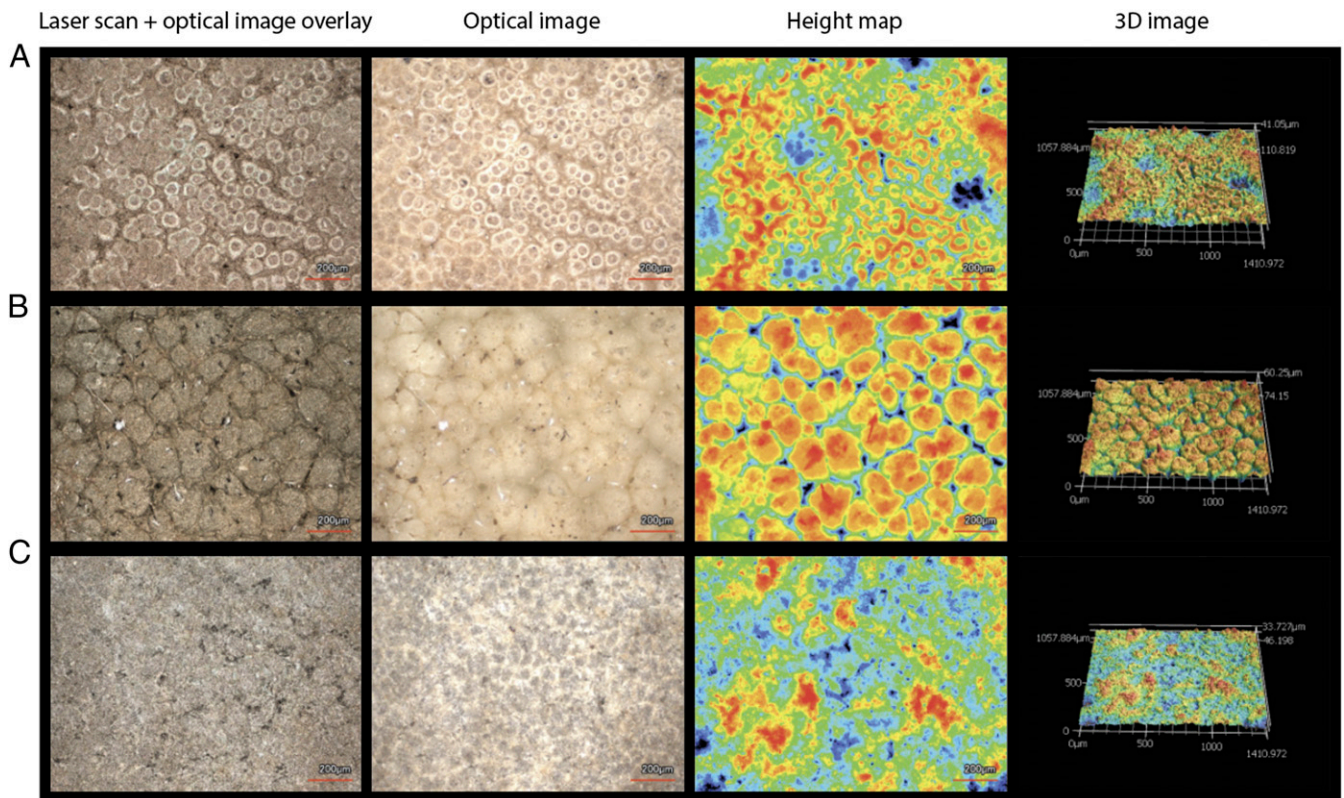 Laser scan + optical image overlay Optical image Height map 3D image
A
200µm 200µm 200µm
41.05µm
1057.884µm
110.819
500
0
0µm 500 1000 1410.972
B
200µm 200µm 200µm
60.25µm
1057.884µm
74.15
500
0
0µm 500 1000 1410.972
C
200µm 200µm 200µm
33.727µm
1057.884µm
46.198
500
0
0µm 500 1000 1410.972